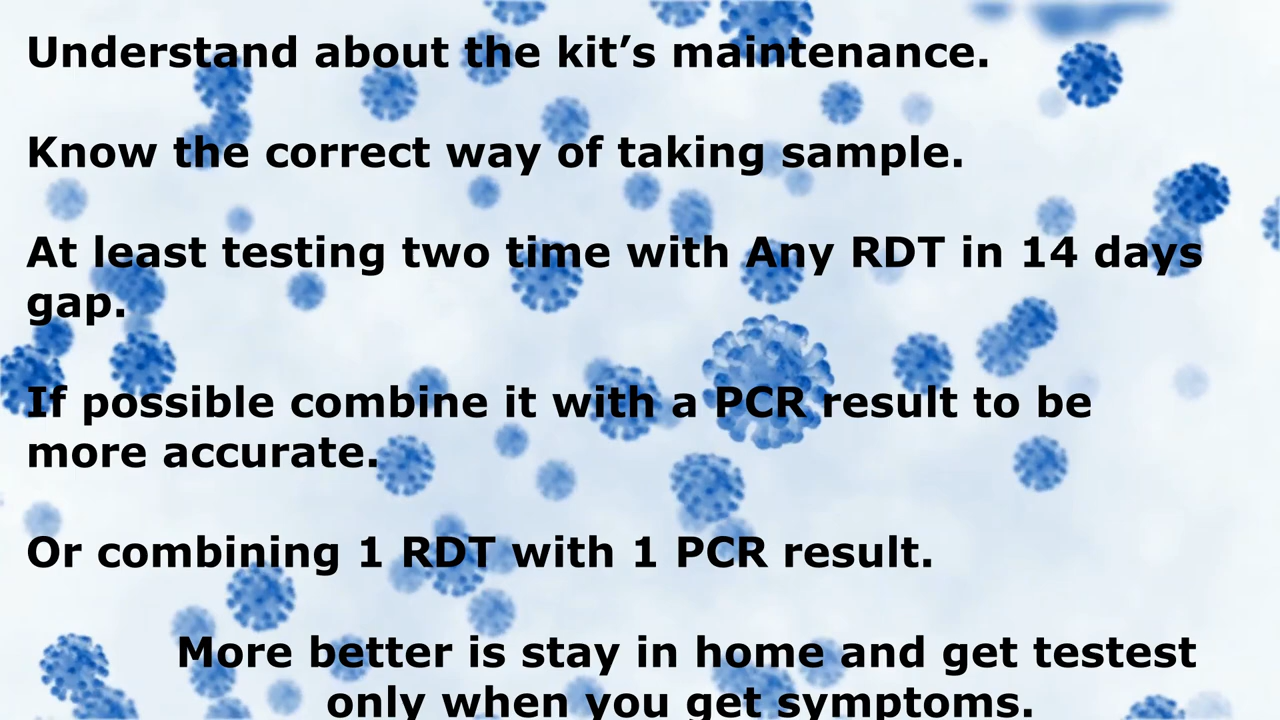 Understand about the kit’s maintenance.
Know the correct way of taking sample.
At least testing two time with Any RDT in 14 days
gap.
If possible combine it with a PCR result to be
more accurate.
Or combining 1 RDT with 1 PCR result.
More better is stay in home and get testest
only when you get symptoms.